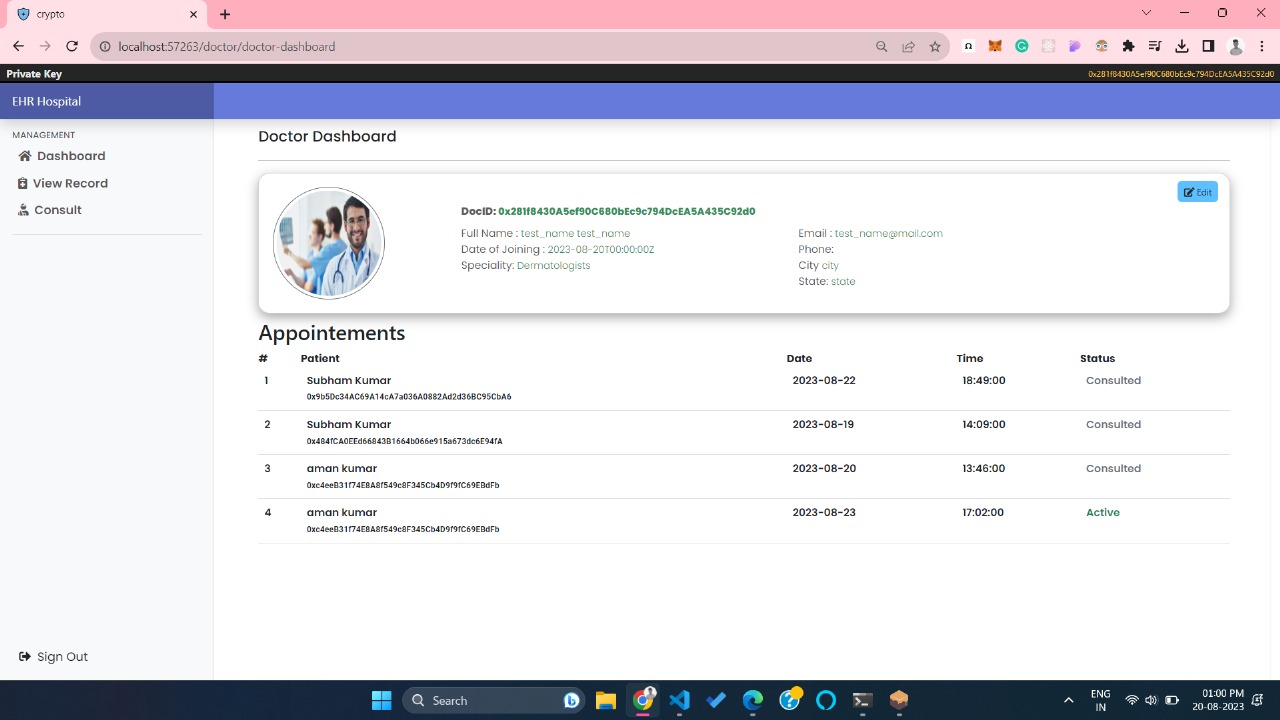 crypto
localhost:57263/doctor/doctor-dashboard
Private Key
0x281f8430A5ef90C680bEc9c794DcEA5A435C92d0
EHR Hospital
MANAGEMENT
Dashboard
View Record
Consult
Sign Out
Doctor Dashboard
Edit
DocID: 0x281f8430A5ef90C680bEc9c794DcEA5A435C92d0
Full Name : test_name test_name
Date of Joining : 2023-08-20T00:00:00Z
Speciality: Dermatologists
Email : test_name@mail.com
Phone:
City city
State: state
Appointements
# Patient Date Time Status
1 Subham Kumar 2023-08-22 18:49:00 Consulted
0x9b5Dc34AC69A14cA7a036A0882Ad2d36BC95CbA6
2 Subham Kumar 2023-08-19 14:09:00 Consulted
0x484fCA0EEd66843B1664b066e915a673dc6E94fA
3 aman kumar 2023-08-20 13:46:00 Consulted
0xc4eeB31f74E8A8f549c8F345Cb4D9f9fC69EBdFb
4 aman kumar 2023-08-23 17:02:00 Active
0xc4eeB31f74E8A8f549c8F345Cb4D9f9fC69EBdFb
Search
ENG
IN
01:00 PM
20-08-2023